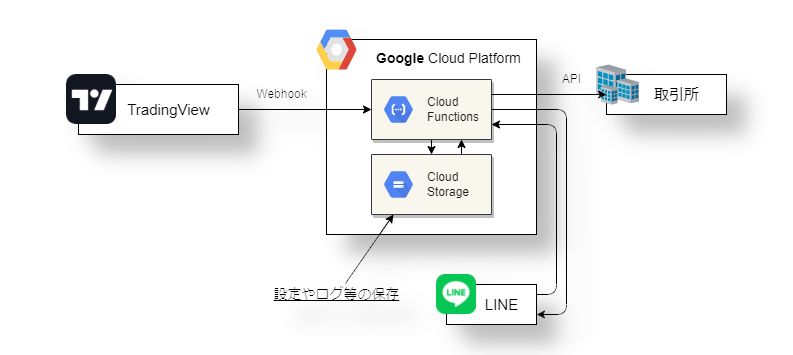 Google Cloud Platform
TradingView
Webhook
Cloud
Functions
API
取引所
Cloud
Storage
設定やログ等の保存
LINE
LINE